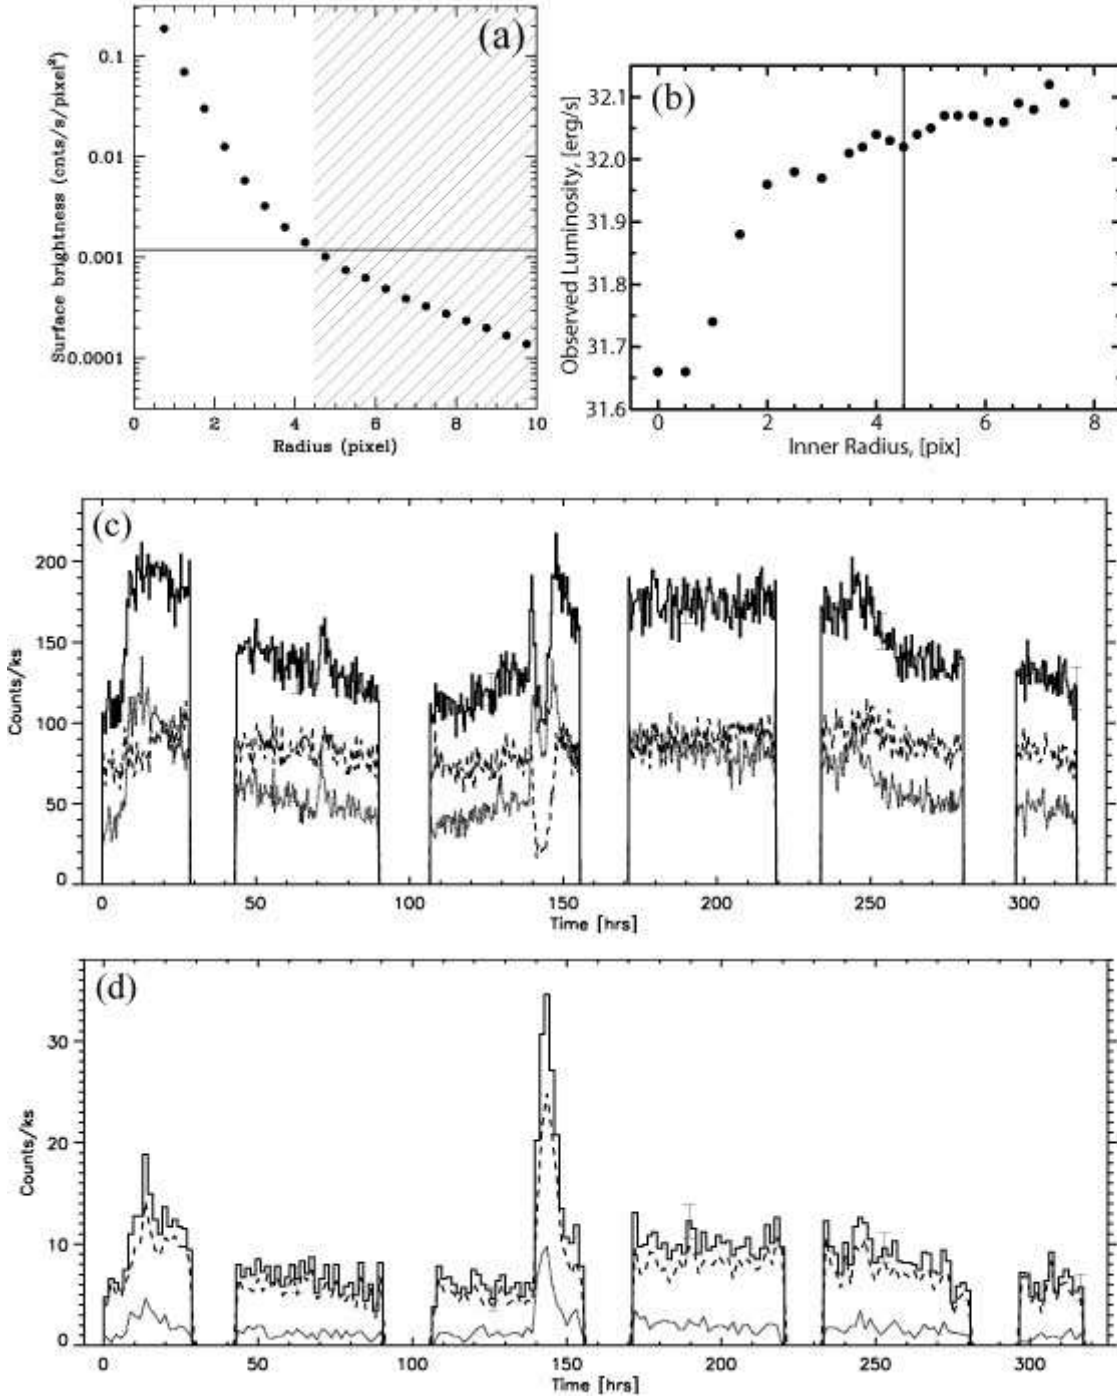 (a)
Surface brightness (cnts/s/pixel²)
0.1
0.01
0.001
0.0001
0 2 4 6 8 10
Radius (pixel)
(b)
Observed Luminosity, [erg/s]
32.1
32.0
31.9
31.8
31.7
31.6
0 2 4 6 8
Inner Radius, [pix]
(c)
Counts/ks
200
150
100
50
0
0 50 100 150 200 250 300
Time [hrs]
(d)
Counts/ks
30
20
10
0
0 50 100 150 200 250 300
Time [hrs]